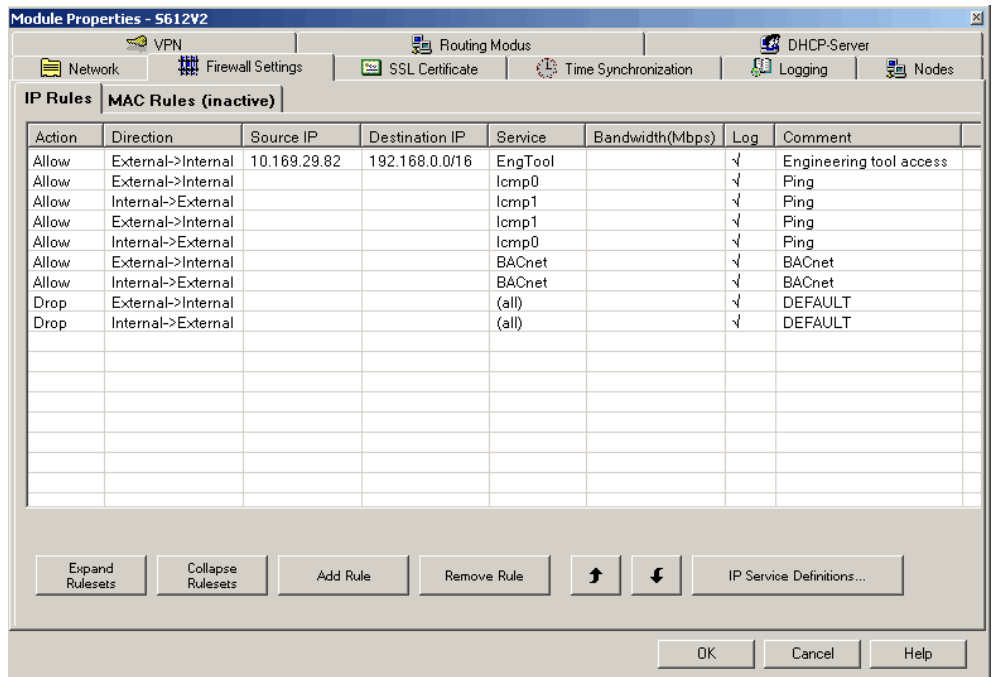 Module Properties - S612V2
VPN Routing Modus DHCP-Server
Network Firewall Settings SSL Certificate Time Synchronization Logging Nodes
IP Rules MAC Rules (inactive)
Action Direction Source IP Destination IP Service Bandwidth(Mbps) Log Comment
Allow External->Internal 10.169.29.82 192.168.0.0/16 EngTool √ Engineering tool access
Allow External->Internal Icmp0 √ Ping
Allow Internal->External Icmp1 √ Ping
Allow External->Internal Icmp1 √ Ping
Allow Internal->External Icmp0 √ Ping
Allow External->Internal BACnet √ BACnet
Allow Internal->External BACnet √ BACnet
Drop External->Internal (all) √ DEFAULT
Drop Internal->External (all) √ DEFAULT
Expand Rulesets Collapse Rulesets Add Rule Remove Rule IP Service Definitions...
OK Cancel Help